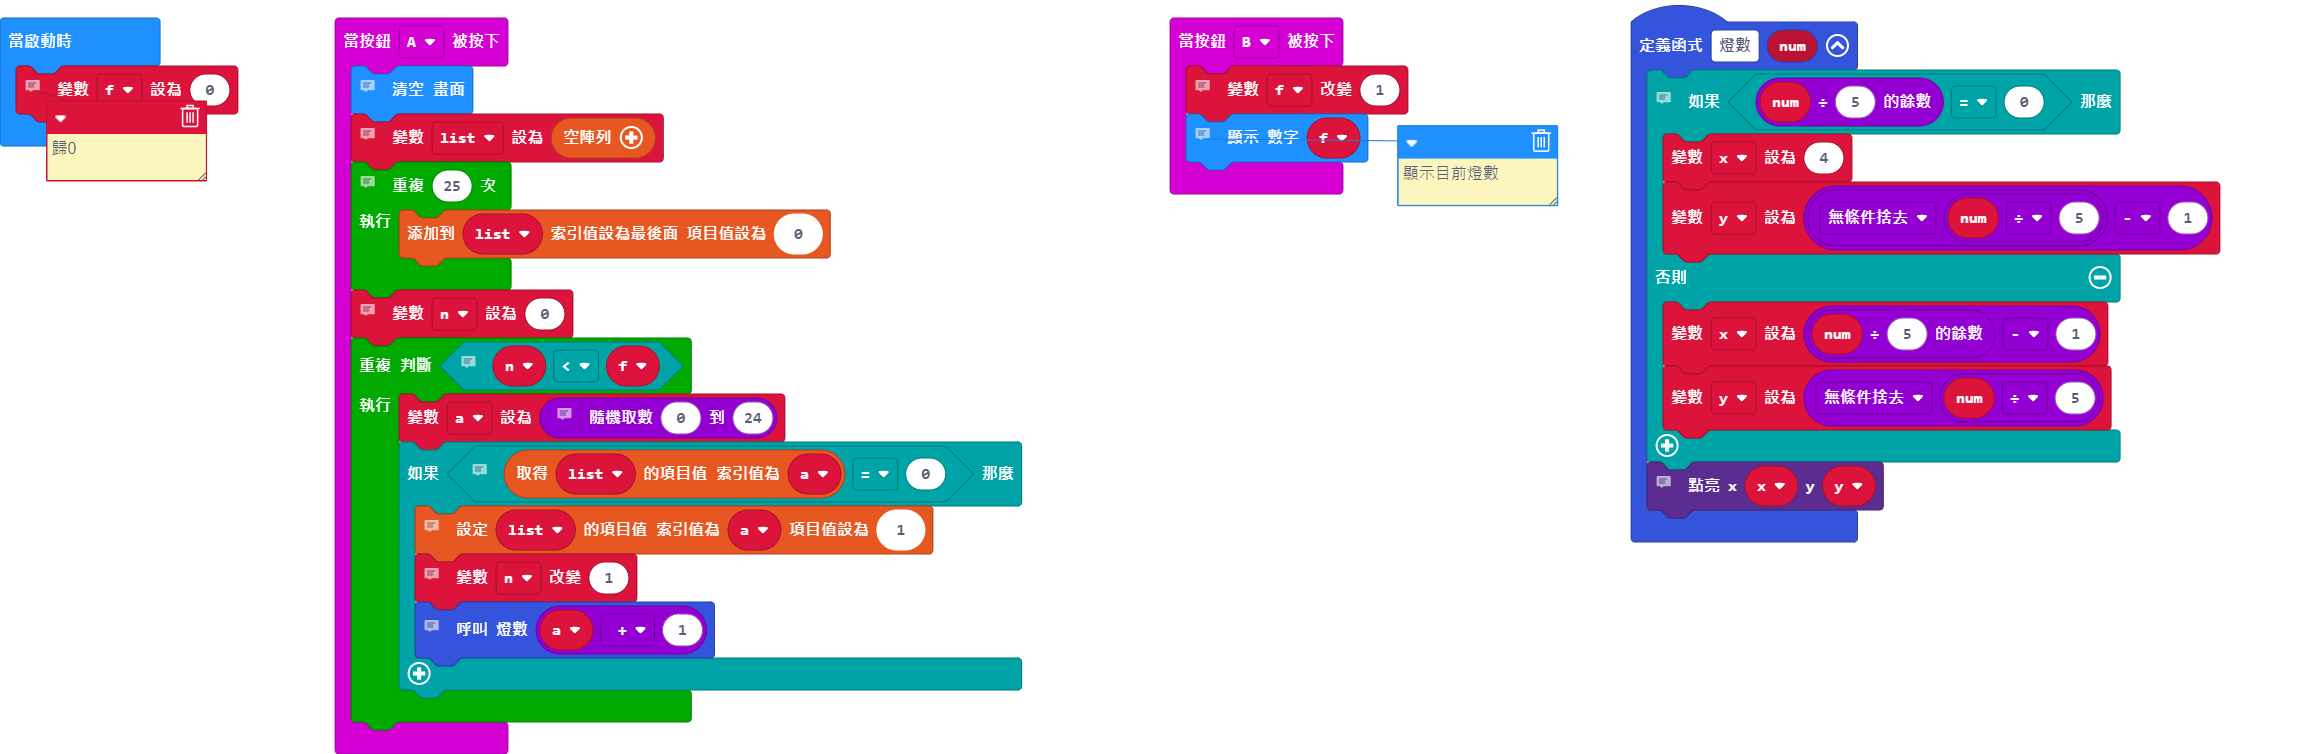 當啟動時
變數 f 設為 0
歸0
當按鈕 A 被按下
清空 畫面
變數 list 設為 空陣列
重複 25 次
執行
添加到 list 索引值設為最後面 項目值設為 0
變數 n 設為 0
重複 判斷 n < f
執行
變數 a 設為 隨機取數 0 到 24
如果 取得 list 的項目值 索引值為 a = 0 那麼
設定 list 的項目值 索引值為 a 項目值設為 1
變數 n 改變 1
呼叫 燈數 a + 1
當按鈕 B 被按下
變數 f 改變 1
顯示 數字 f
顯示目前燈數
定義函式 燈數 num
如果 num ÷ 5 的餘數 = 0 那麼
變數 x 設為 4
變數 y 設為 無條件捨去 num ÷ 5 - 1
否則
變數 x 設為 num ÷ 5 的餘數 - 1
變數 y 設為 無條件捨去 num ÷ 5
點亮 x x y y